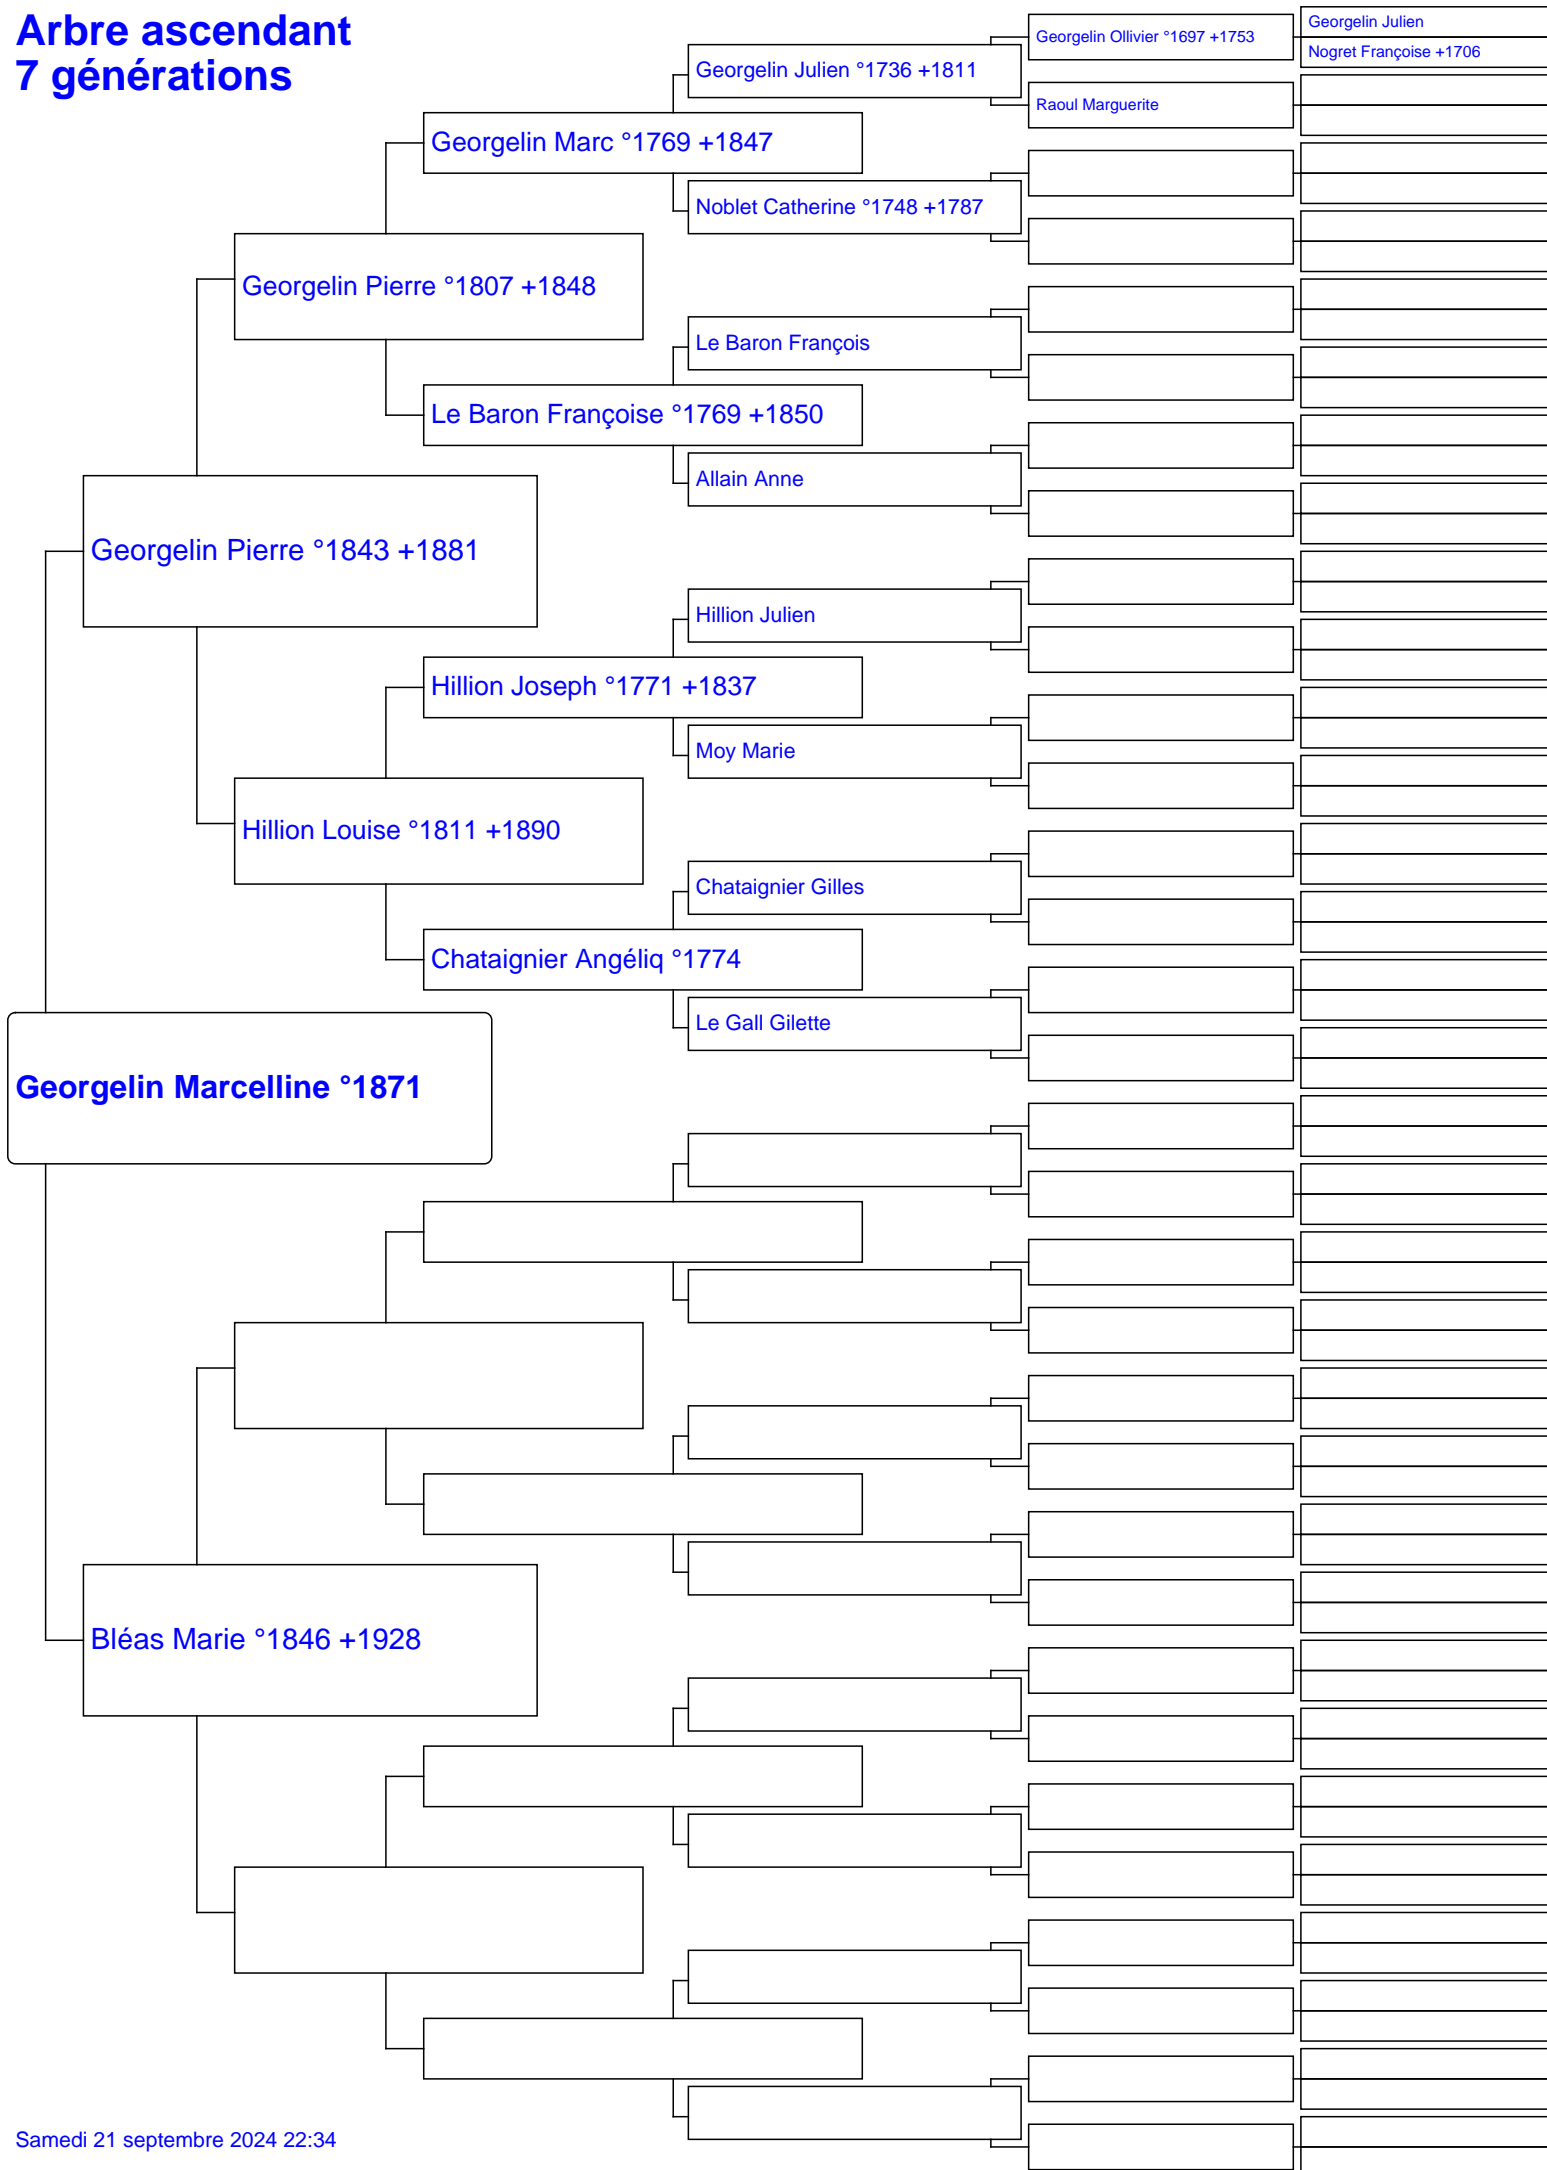 Arbre ascendant
7 générations
Georgelin Julien
Georgelin Ollivier °1697 +1753
Nogret Françoise +1706
Georgelin Julien °1736 +1811
Raoul Marguerite
Georgelin Marc °1769 +1847
Noblet Catherine °1748 +1787
Georgelin Pierre °1807 +1848
Le Baron François
Le Baron Françoise °1769 +1850
Allain Anne
Georgelin Pierre °1843 +1881
Hillion Julien
Hillion Joseph °1771 +1837
Moy Marie
Hillion Louise °1811 +1890
Chataignier Gilles
Chataignier Angéliq °1774
Le Gall Gilette
Georgelin Marcelline °1871
Bléas Marie °1846 +1928
Samedi 21 septembre 2024 22:34